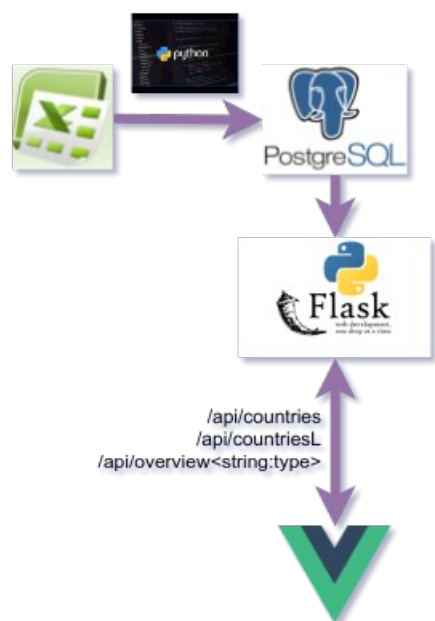 python
PostgreSQL
Flask
web development,
one drop at a time
/api/countries
/api/countriesL
/api/overview<string:type>